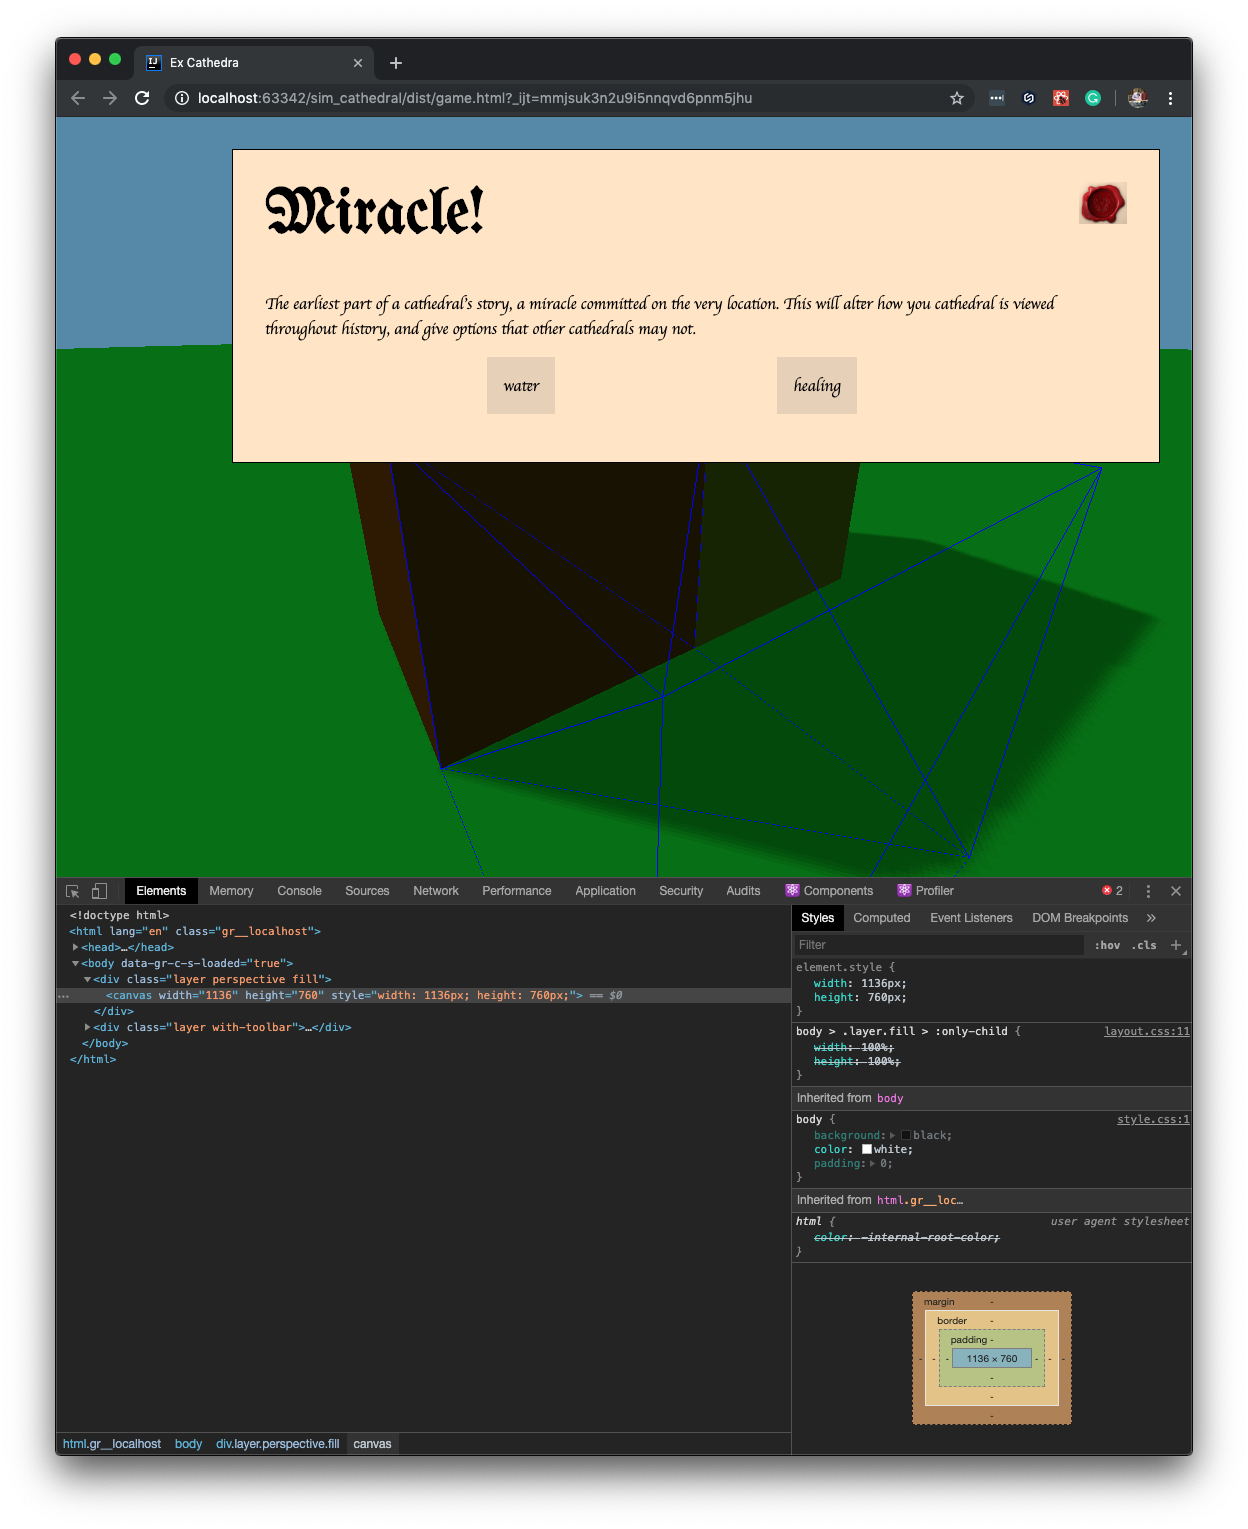 Ex Cathedra
localhost:63342/sim_cathedral/dist/game.html?_ijt=mmjsuk3n2u9i5nnqvd6pnm5jhu
Miracle!
The earliest part of a cathedral's story, a miracle committed on the very location. This will alter how you cathedral is viewed
throughout history, and give options that other cathedrals may not.
water healing
Elements Memory Console Sources Network Performance Application Security Audits Components Profiler 2
<!doctype html>
<html lang="en" class="gr__localhost">
<head>…</head>
<body data-gr-c-s-loaded="true">
<div class="layer perspective fill">
<canvas width="1136" height="760" style="width: 1136px; height: 760px;"> == $0
</div>
<div class="layer with-toolbar">…</div>
</body>
</html>
html.gr__localhost body div.layer.perspective.fill canvas
Styles Computed Event Listeners DOM Breakpoints »
Filter :hov .cls +
element.style {
width: 1136px;
height: 760px;
}
body > .layer.fill > :only-child { layout.css:11
width: 100%;
height: 100%;
}
Inherited from body
body { style.css:1
background: black;
color: white;
padding: 0;
}
Inherited from html.gr__loc…
html { user agent stylesheet
color: -internal-root-color;
}
margin -
border -
padding -
- - - 1136 × 760 - - -
-
-
-